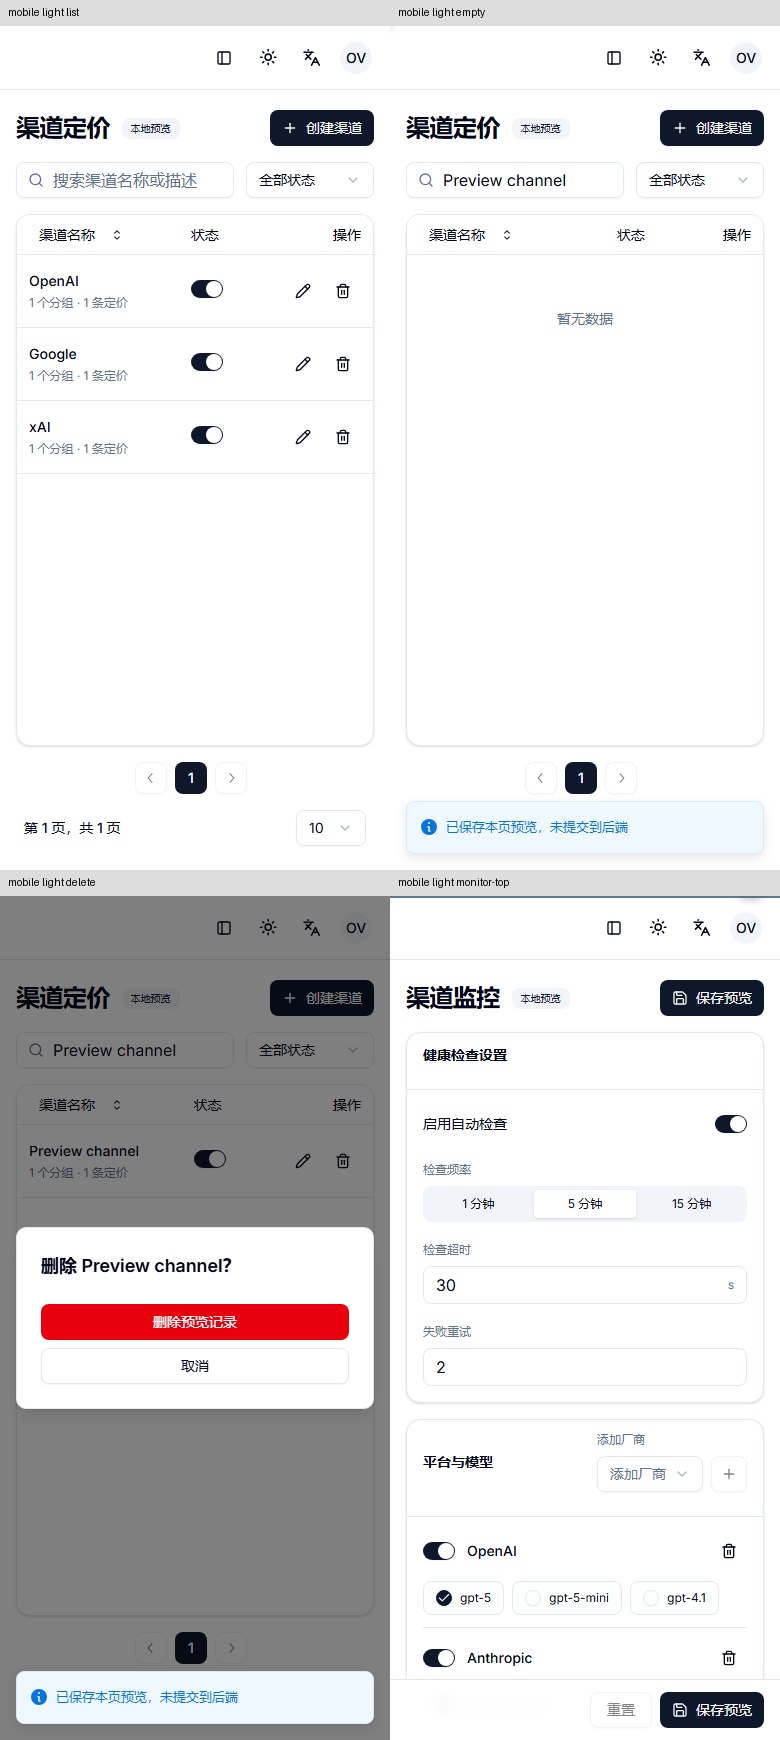 mobile light list
OV
渠道定价
本地预览
创建渠道
搜索渠道名称或描述
全部状态
渠道名称
状态
操作
OpenAI
1 个分组 · 1 条定价
Google
1 个分组 · 1 条定价
xAI
1 个分组 · 1 条定价
1
第 1 页，共 1 页
10
mobile light empty
OV
渠道定价
本地预览
创建渠道
Preview channel
全部状态
渠道名称
状态
操作
暂无数据
1
已保存本页预览，未提交到后端
mobile light delete
OV
渠道定价
本地预览
创建渠道
Preview channel
全部状态
渠道名称
状态
操作
Preview channel
1 个分组 · 1 条定价
删除 Preview channel?
删除预览记录
取消
1
已保存本页预览，未提交到后端
mobile light monitor-top
OV
渠道监控
本地预览
保存预览
健康检查设置
启用自动检查
检查频率
1 分钟
5 分钟
15 分钟
检查超时
30
s
失败重试
2
平台与模型
添加厂商
添加厂商
OpenAI
gpt-5
gpt-5-mini
gpt-4.1
Anthropic
重置
保存预览